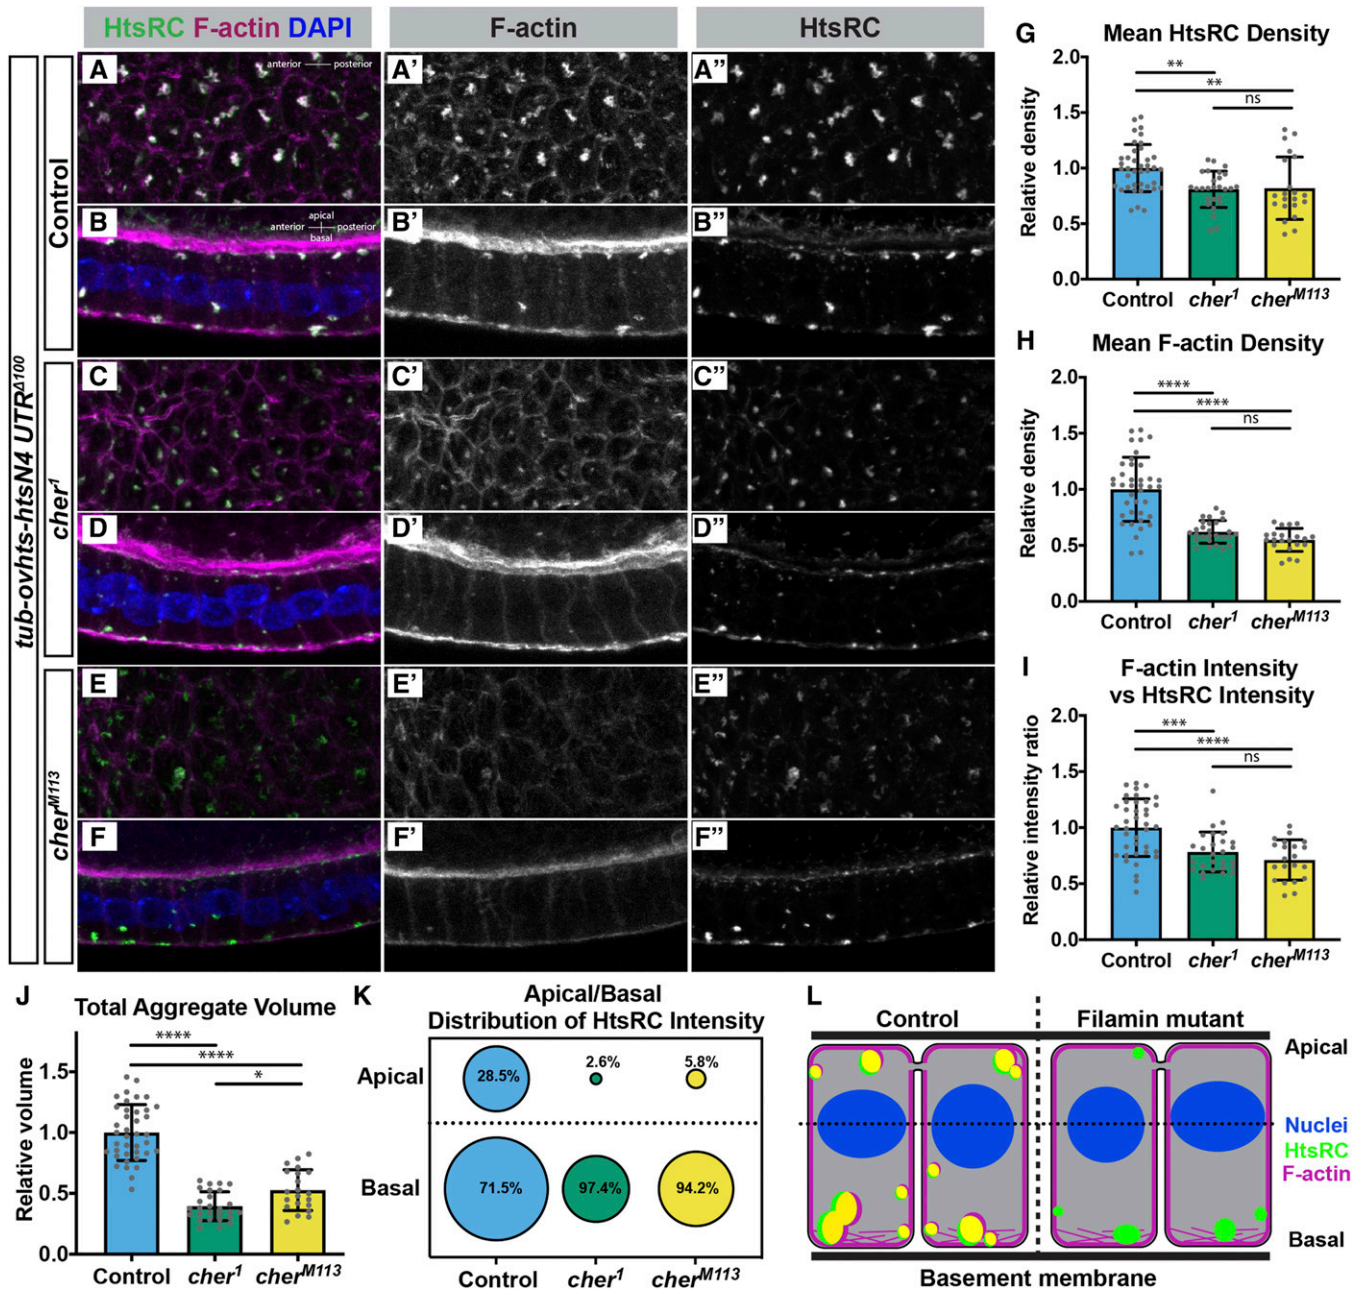 HtsRC F-actin DAPI
F-actin
HtsRC
tub-ovhts-htsN4 UTRΔ100
Control
cher1
cherM113
A
anterior posterior
A’
A”
B
apical
anterior posterior
basal
B’
B”
C
C’
C”
D
D’
D”
E
E’
E”
F
F’
F”
G
Mean HtsRC Density
Relative density
2.0
1.5
1.0
0.5
0.0
**
**
ns
Control cher1 cherM113
H
Mean F-actin Density
Relative density
2.0
1.5
1.0
0.5
0.0
****
****
ns
Control cher1 cherM113
I
F-actin Intensity
vs HtsRC Intensity
Relative intensity ratio
2.0
1.5
1.0
0.5
0.0
***
****
ns
Control cher1 cherM113
J
Total Aggregate Volume
Relative volume
1.5
1.0
0.5
0.0
****
****
*
Control cher1 cherM113
K
Apical/Basal
Distribution of HtsRC Intensity
Apical
28.5%
2.6%
5.8%
Basal
71.5%
97.4%
94.2%
Control cher1 cherM113
L
Control
Filamin mutant
Apical
Nuclei
HtsRC
F-actin
Basal
Basement membrane